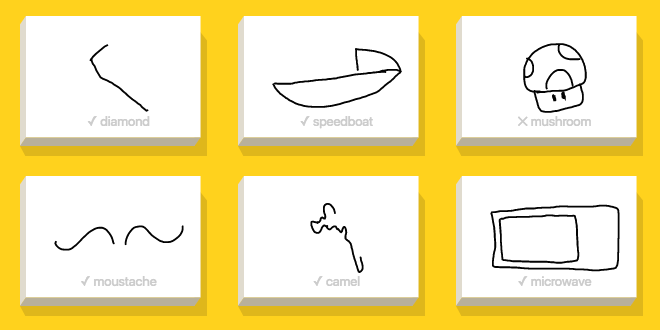 ✓ diamond
✓ speedboat
✕ mushroom
✓ moustache
✓ camel
✓ microwave